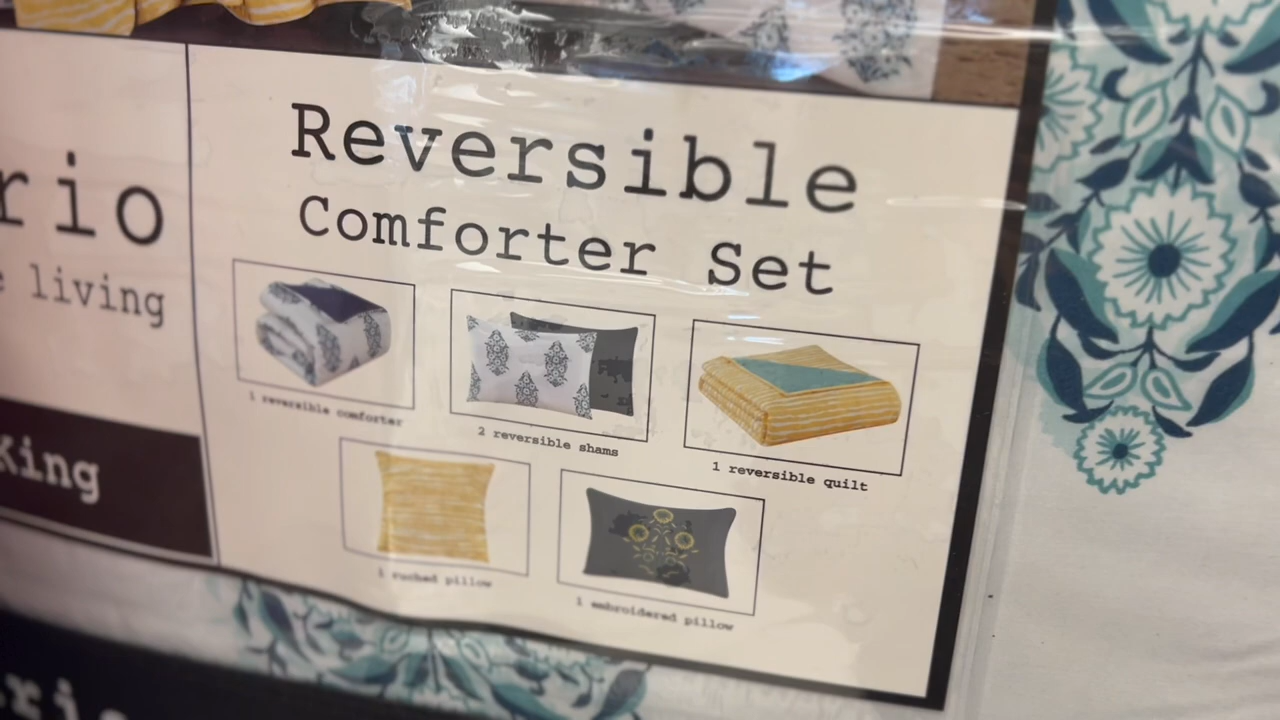 rio
living
King
Reversible
Comforter Set
1 reversible comforter
2 reversible shams
1 reversible quilt
1 ruched pillow
1 embroidered pillow